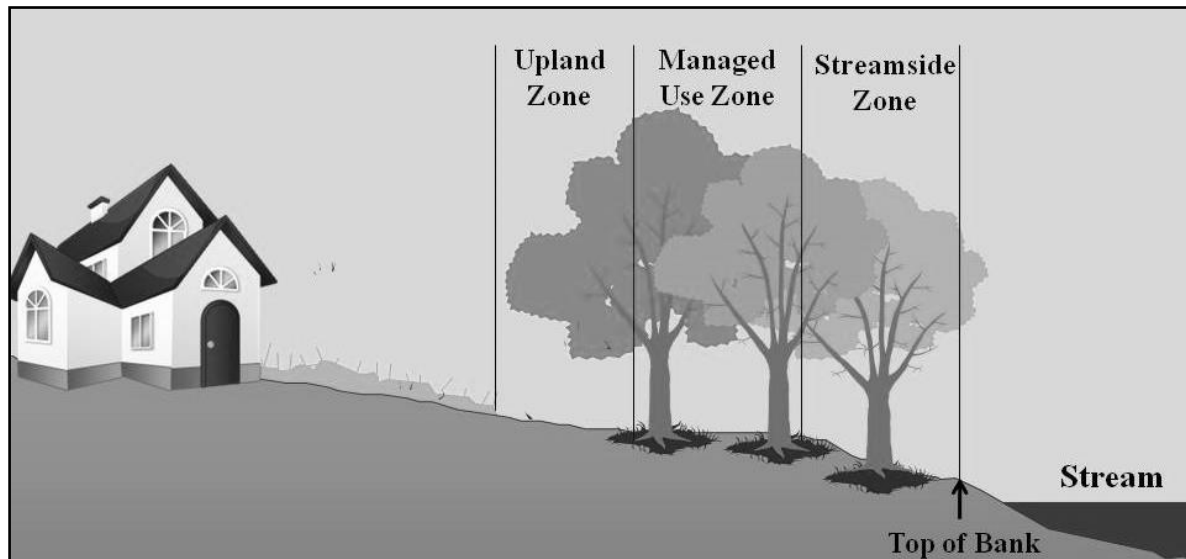 Upland
Zone
Managed
Use Zone
Streamside
Zone
Stream
Top of Bank